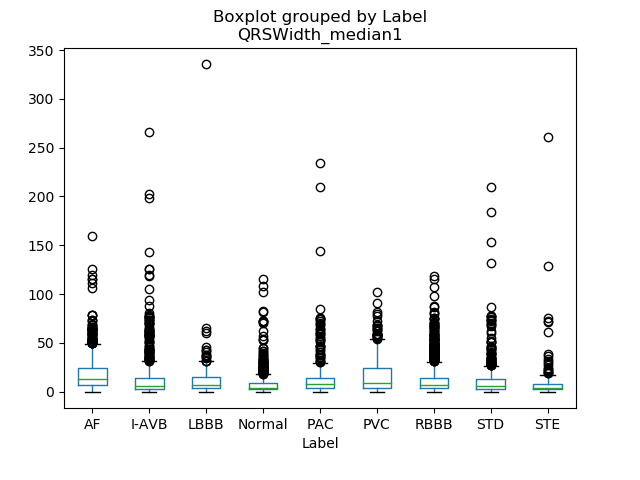 Boxplot grouped by Label
QRSWidth_median1
350
300
250
200
150
100
50
0
AF I-AVB LBBB Normal PAC PVC RBBB STD STE
Label